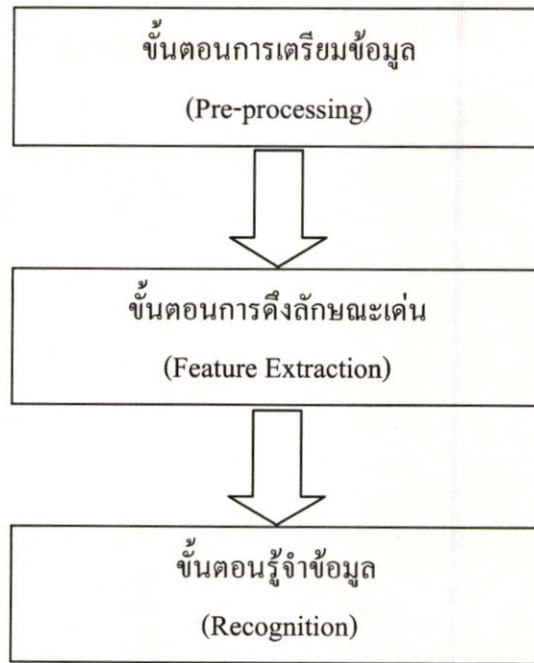 ขั้นตอนการเตรียมข้อมูล
(Pre-processing)
ขั้นตอนการดึงลักษณะเด่น
(Feature Extraction)
ขั้นตอนรู้จำข้อมูล
(Recognition)